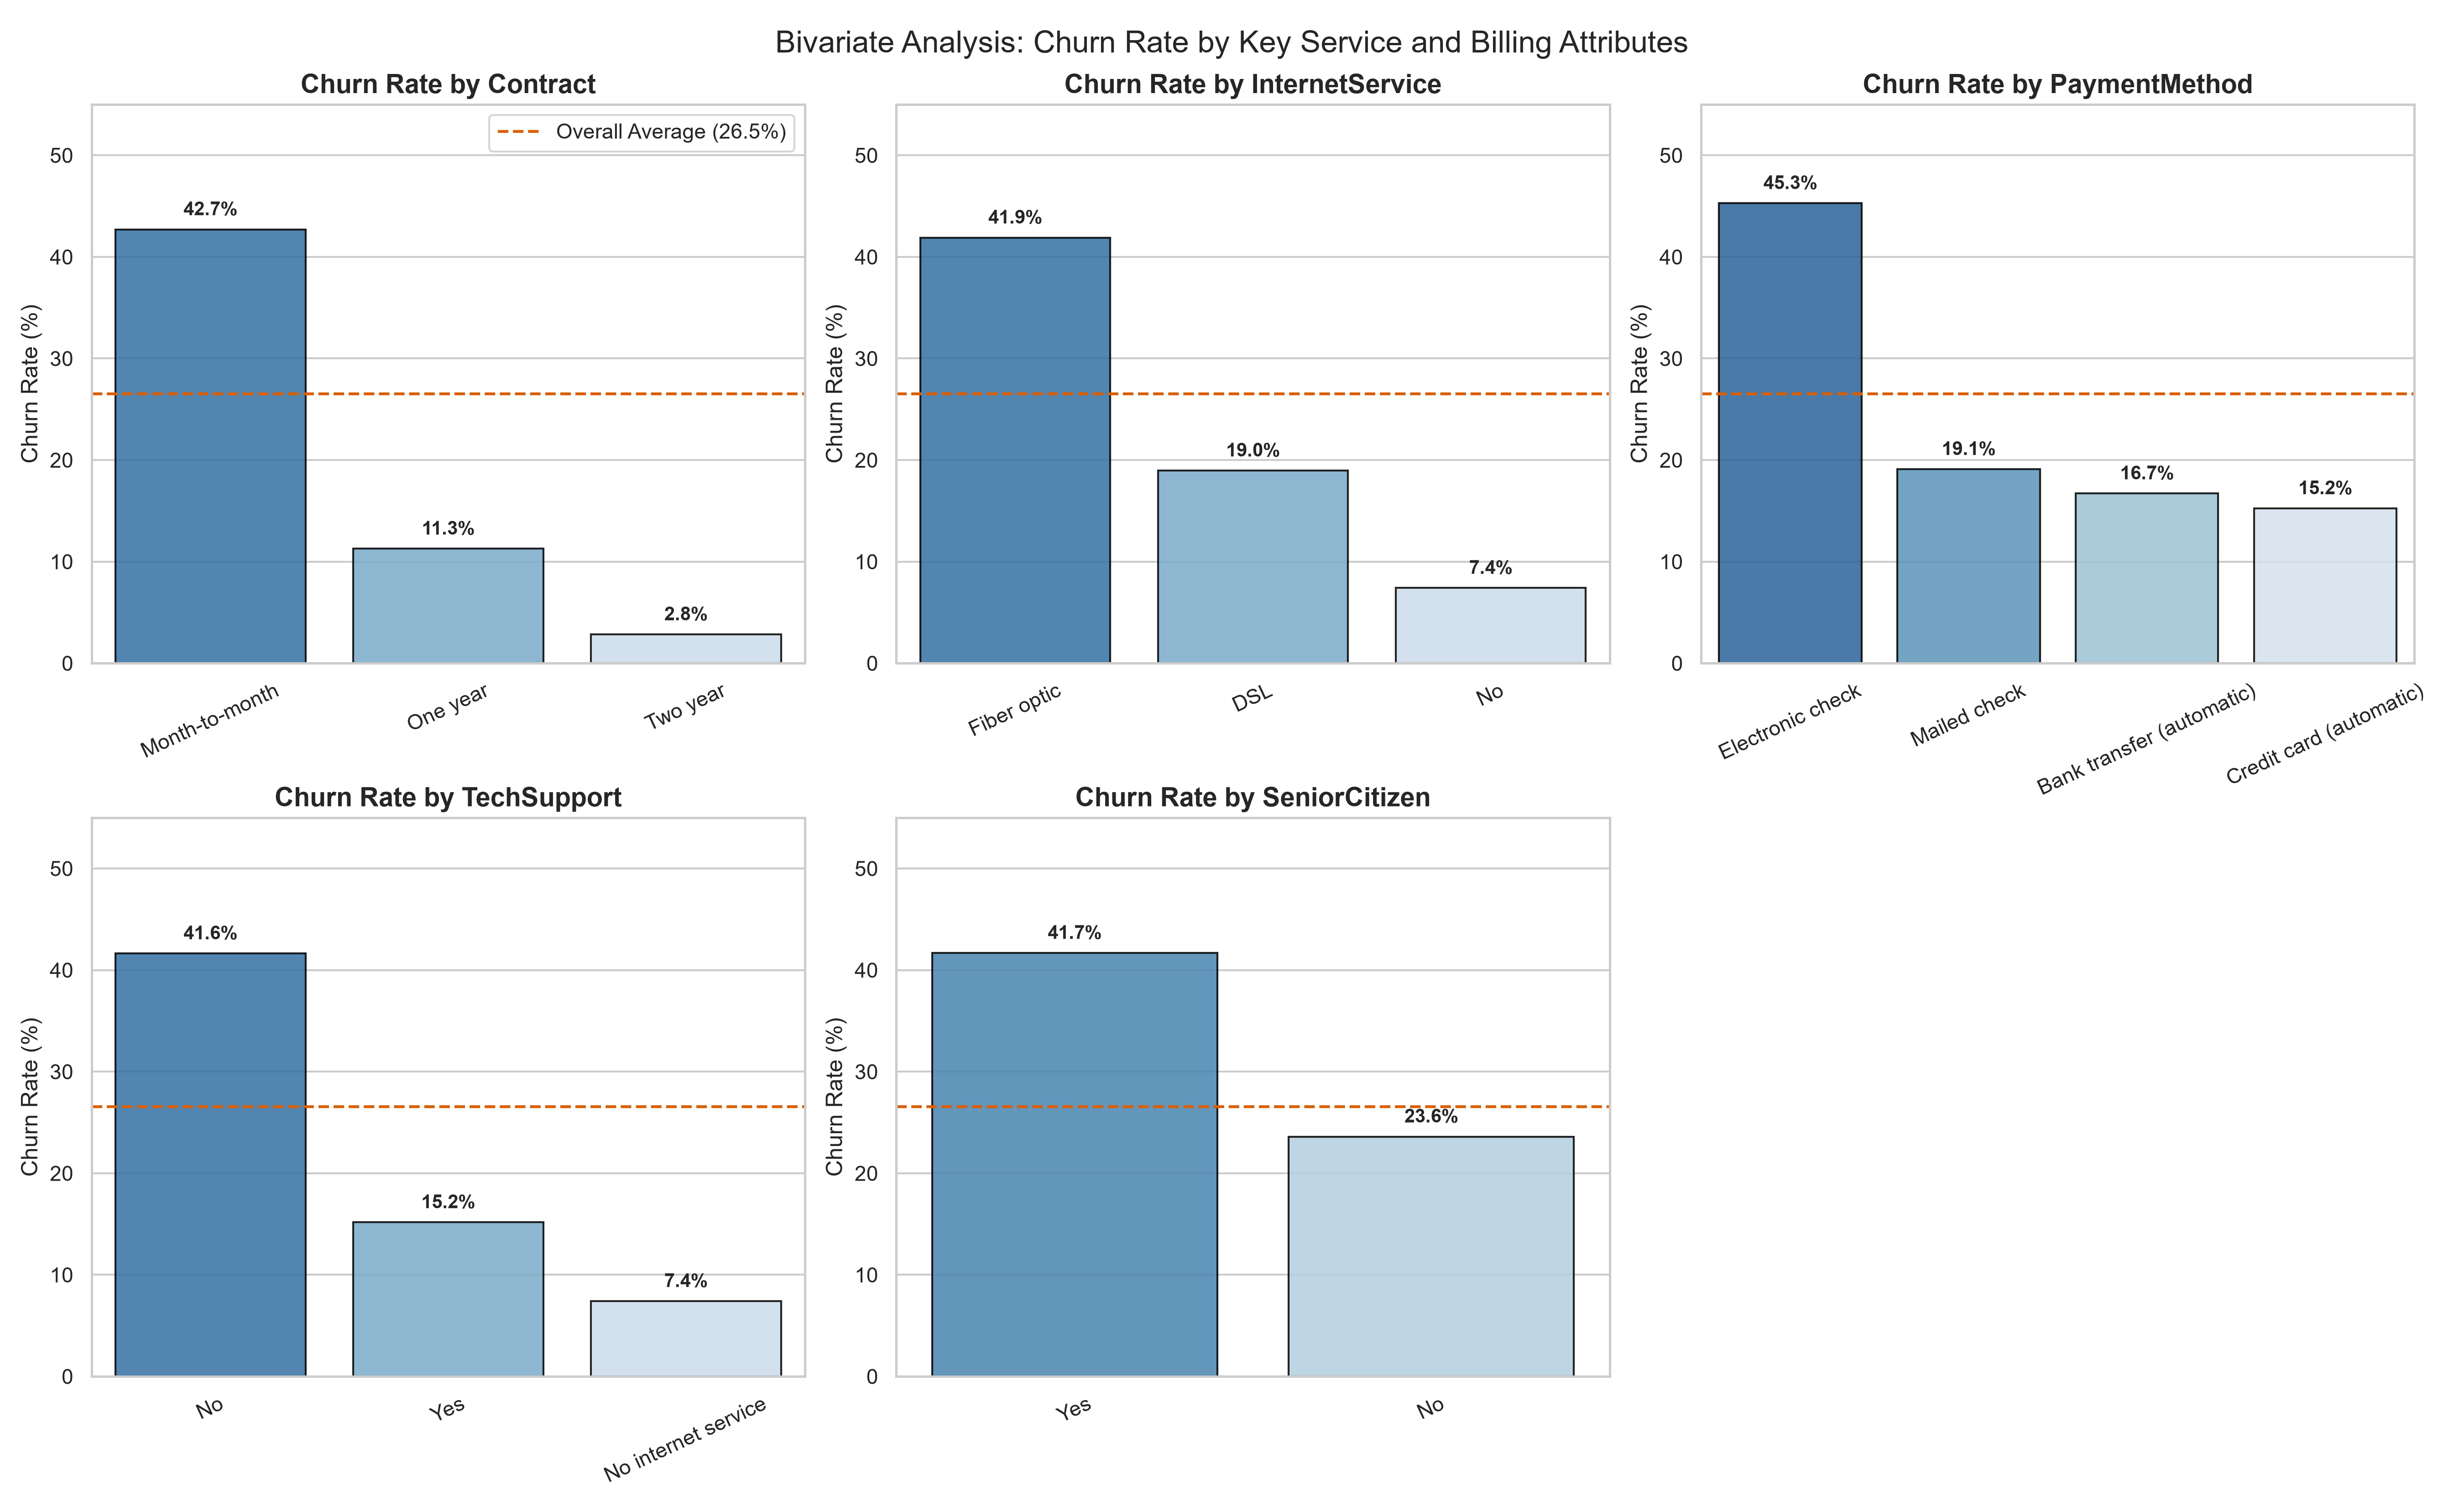 Bivariate Analysis: Churn Rate by Key Service and Billing Attributes
Churn Rate by Contract
Overall Average (26.5%)
Churn Rate (%)
50
40
30
20
10
0
42.7%
11.3%
2.8%
Month-to-month
One year
Two year
Churn Rate by InternetService
Churn Rate (%)
50
40
30
20
10
0
41.9%
19.0%
7.4%
Fiber optic
DSL
No
Churn Rate by PaymentMethod
Churn Rate (%)
50
40
30
20
10
0
45.3%
19.1%
16.7%
15.2%
Electronic check
Mailed check
Bank transfer (automatic)
Credit card (automatic)
Churn Rate by TechSupport
Churn Rate (%)
50
40
30
20
10
0
41.6%
15.2%
7.4%
No
Yes
No internet service
Churn Rate by SeniorCitizen
Churn Rate (%)
50
40
30
20
10
0
41.7%
23.6%
Yes
No